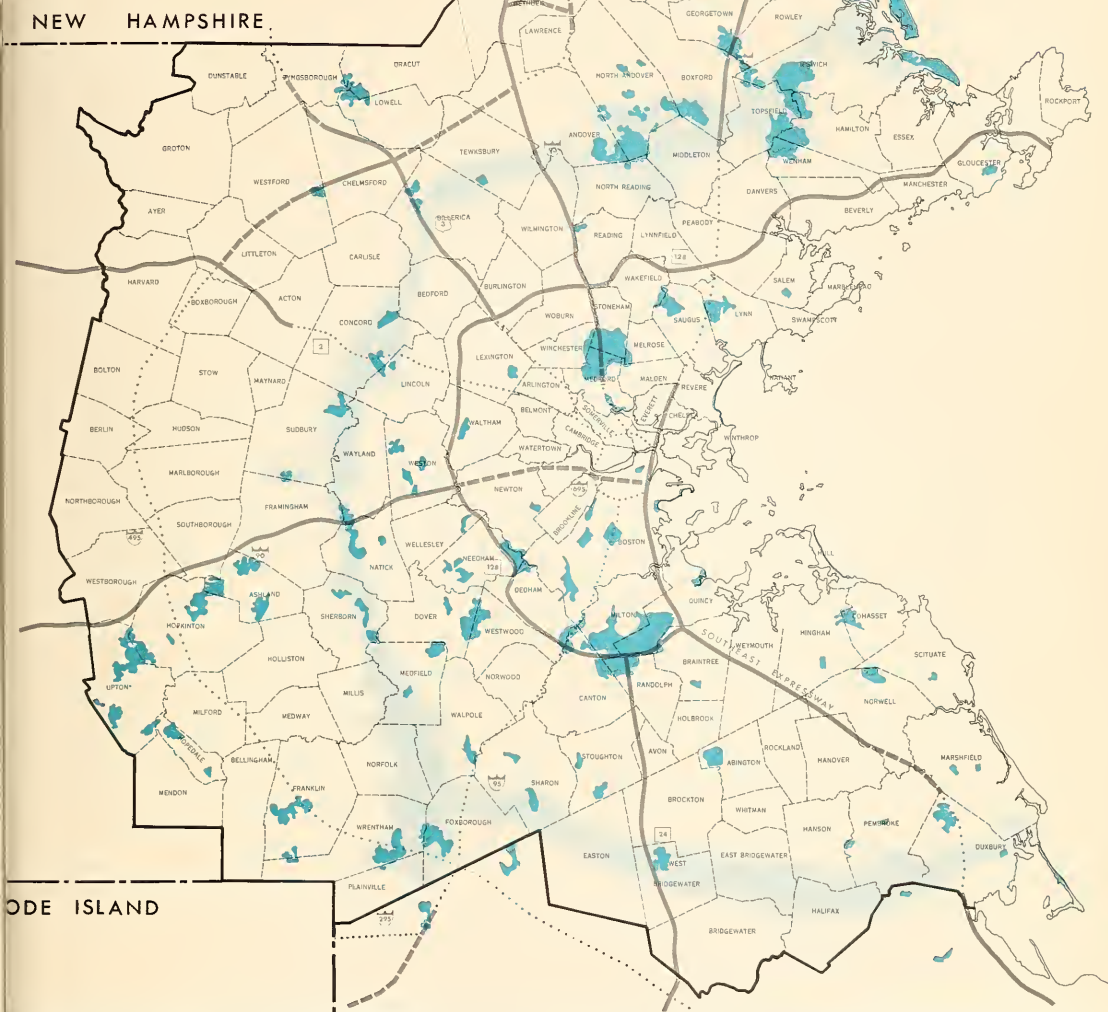 NEW HAMPSHIRE
GEORGETOWN
ROWLEY
LAWRENCE
DRACUT
DUNSTABLE
TYNGSBOROUGH
LOWELL
NORTH ANDOVER
BOXFORD
IPSWICH
ROCKPORT
TOPSFIELD
HAMILTON
ESSEX
ANDOVER
GROTON
TEWKSBURY
MIDDLETON
WENHAM
GLOUCESTER
WESTFORD
CHELMSFORD
NORTH READING
DANVERS
MANCHESTER
AYER
BILLERICA
3
BEVERLY
WILMINGTON
READING
LYNNFIELD
PEABODY
LITTLETON
CARLISLE
128
HARVARD
BOXBOROUGH
ACTON
BEDFORD
BURLINGTON
WAKEFIELD
SALEM
MARBLEHEAD
STONEHAM
WOBURN
SAUGUS
LYNN
SWAMPSCOTT
CONCORD
2
WINCHESTER
MELROSE
LEXINGTON
BOLTON
STOW
MAYNARD
LINCOLN
ARLINGTON
MEDFORD
MALDEN
REVERE
NAHANT
BELMONT
SOMERVILLE
EVERETT
CHELSEA
BERLIN
HUDSON
SUDBURY
WALTHAM
CAMBRIDGE
WINTHROP
WAYLAND
WATERTOWN
WESTON
MARLBOROUGH
NORTHBOROUGH
FRAMINGHAM
NEWTON
695
BROOKLINE
SOUTHBOROUGH
495
BOSTON
WELLESLEY
90
NATICK
NEEDHAM
128
HULL
WESTBOROUGH
ASHLAND
DEDHAM
QUINCY
HOPKINTON
SHERBORN
DOVER
WESTWOOD
MILTON
COHASSET
HINGHAM
SOUTHEAST EXPRESSWAY
WEYMOUTH
SCITUATE
HOLLISTON
BRAINTREE
MEDFIELD
NORWOOD
UPTON
MILLIS
CANTON
RANDOLPH
NORWELL
MILFORD
MEDWAY
WALPOLE
HOLBROOK
HOPEDALE
BELLINGHAM
NORFOLK
STOUGHTON
AVON
ROCKLAND
ABINGTON
HANOVER
MARSHFIELD
95
SHARON
MENDON
FRANKLIN
BROCKTON
WHITMAN
WRENTHAM
FOXBOROUGH
HANSON
PEMBROKE
24
EASTON
WEST BRIDGEWATER
EAST BRIDGEWATER
DUXBURY
PLAINVILLE
ODE ISLAND
295
HALIFAX
BRIDGEWATER